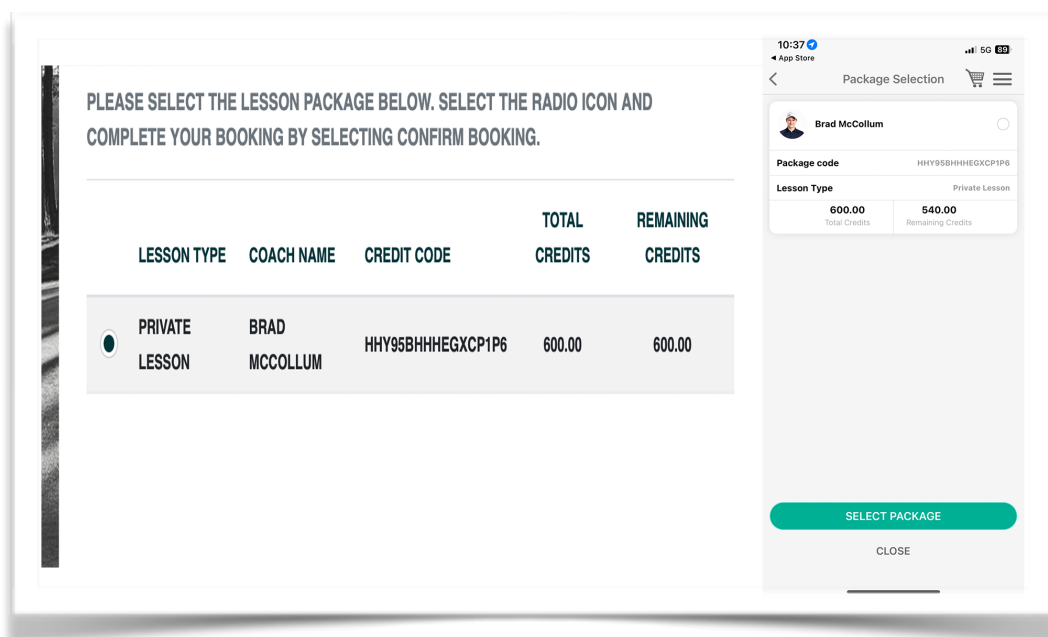 PLEASE SELECT THE LESSON PACKAGE BELOW. SELECT THE RADIO ICON AND
COMPLETE YOUR BOOKING BY SELECTING CONFIRM BOOKING.
LESSON TYPE COACH NAME CREDIT CODE TOTAL CREDITS REMAINING CREDITS
PRIVATE LESSON BRAD MCCOLLUM HHY95BHHHEGXCP1P6 600.00 600.00
10:37 5G 89
◀ App Store
Package Selection
Brad McCollum
Package code HHY95BHHHEGXCP1P6
Lesson Type Private Lesson
600.00 540.00
Total Credits Remaining Credits
SELECT PACKAGE
CLOSE